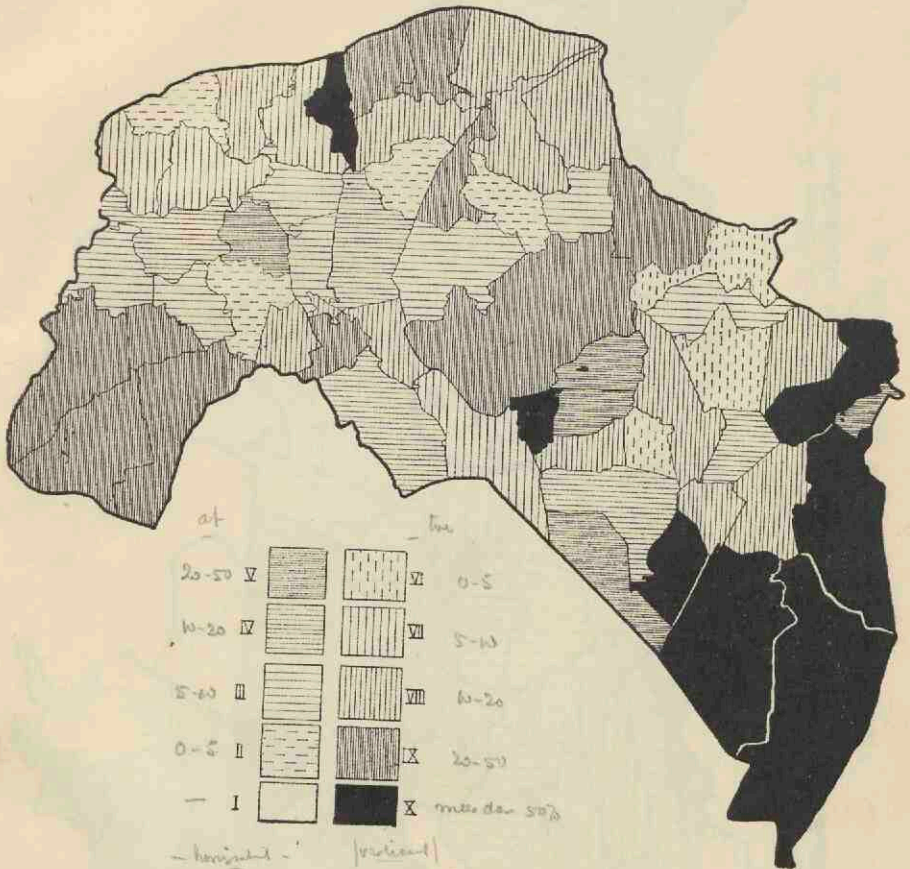 af toe
20-50 V VI 0-5
10-20 IV VII 5-10
5-10 III VIII 10-20
0-5 II IX 20-50
— I X meer dan 50%
- horizontaal - (verticaal)